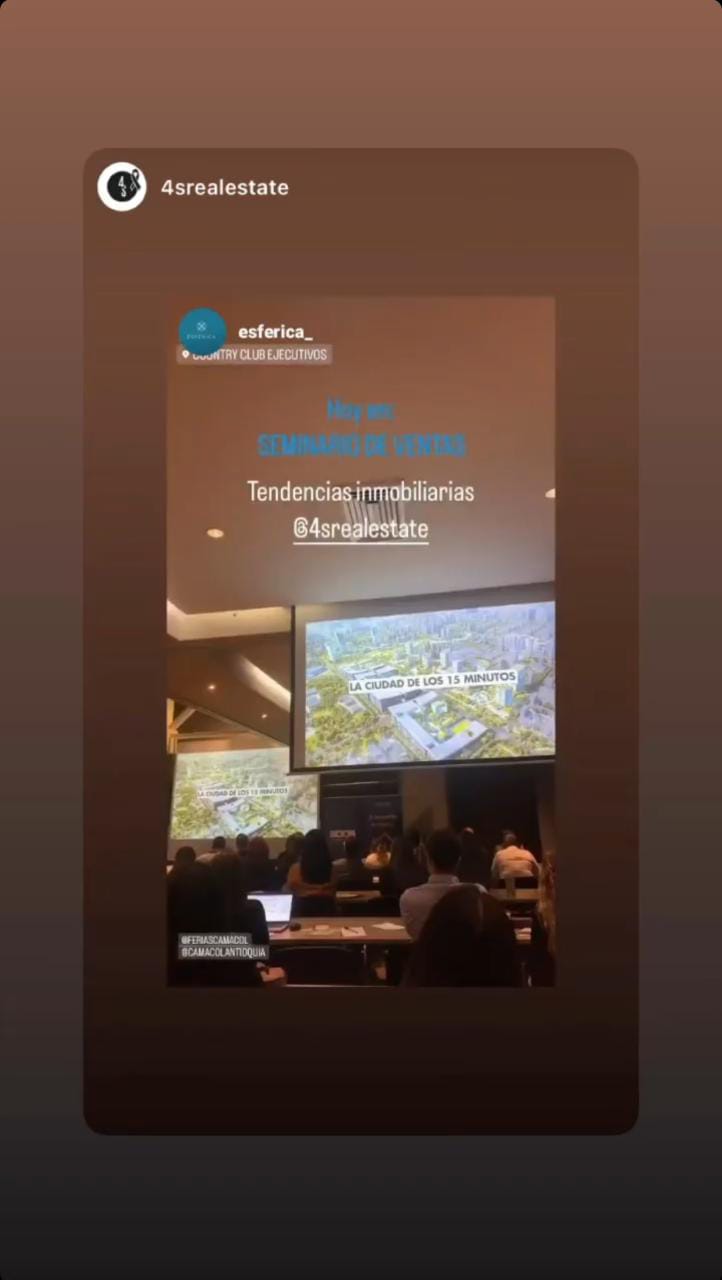 4srealestate
esferica_
COUNTRY CLUB EJECUTIVOS
Hoy en:
SEMINARIO DE VENTAS
Tendencias inmobiliarias
@4srealestate
LA CIUDAD DE LOS 15 MINUTOS
LA CIUDAD DE LOS 15 MINUTOS
@FERIASCAMACOL
@CAMACOLANTIOQUIA